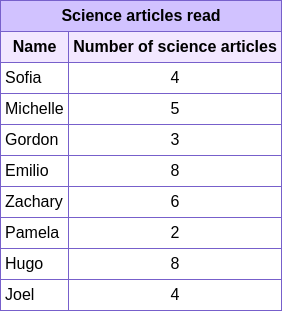 Science articles read
Name Number of science articles
Sofia 4
Michelle 5
Gordon 3
Emilio 8
Zachary 6
Pamela 2
Hugo 8
Joel 4